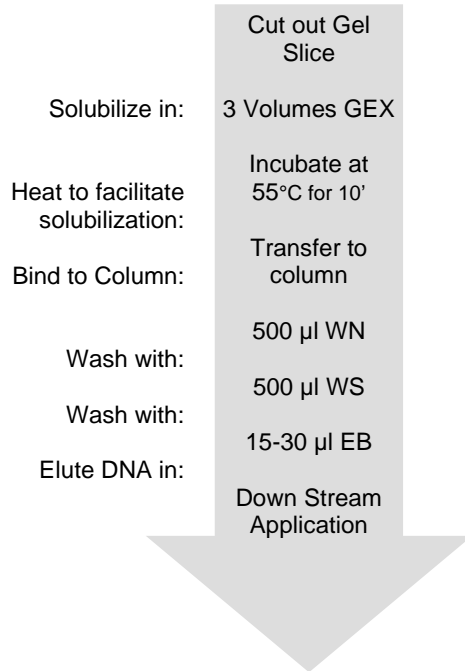 Cut out Gel
Slice
Solubilize in:
3 Volumes GEX
Incubate at
Heat to facilitate
55°C for 10’
solubilization:
Transfer to
Bind to Column:
column
500 µl WN
Wash with:
500 µl WS
Wash with:
15-30 µl EB
Elute DNA in:
Down Stream
Application